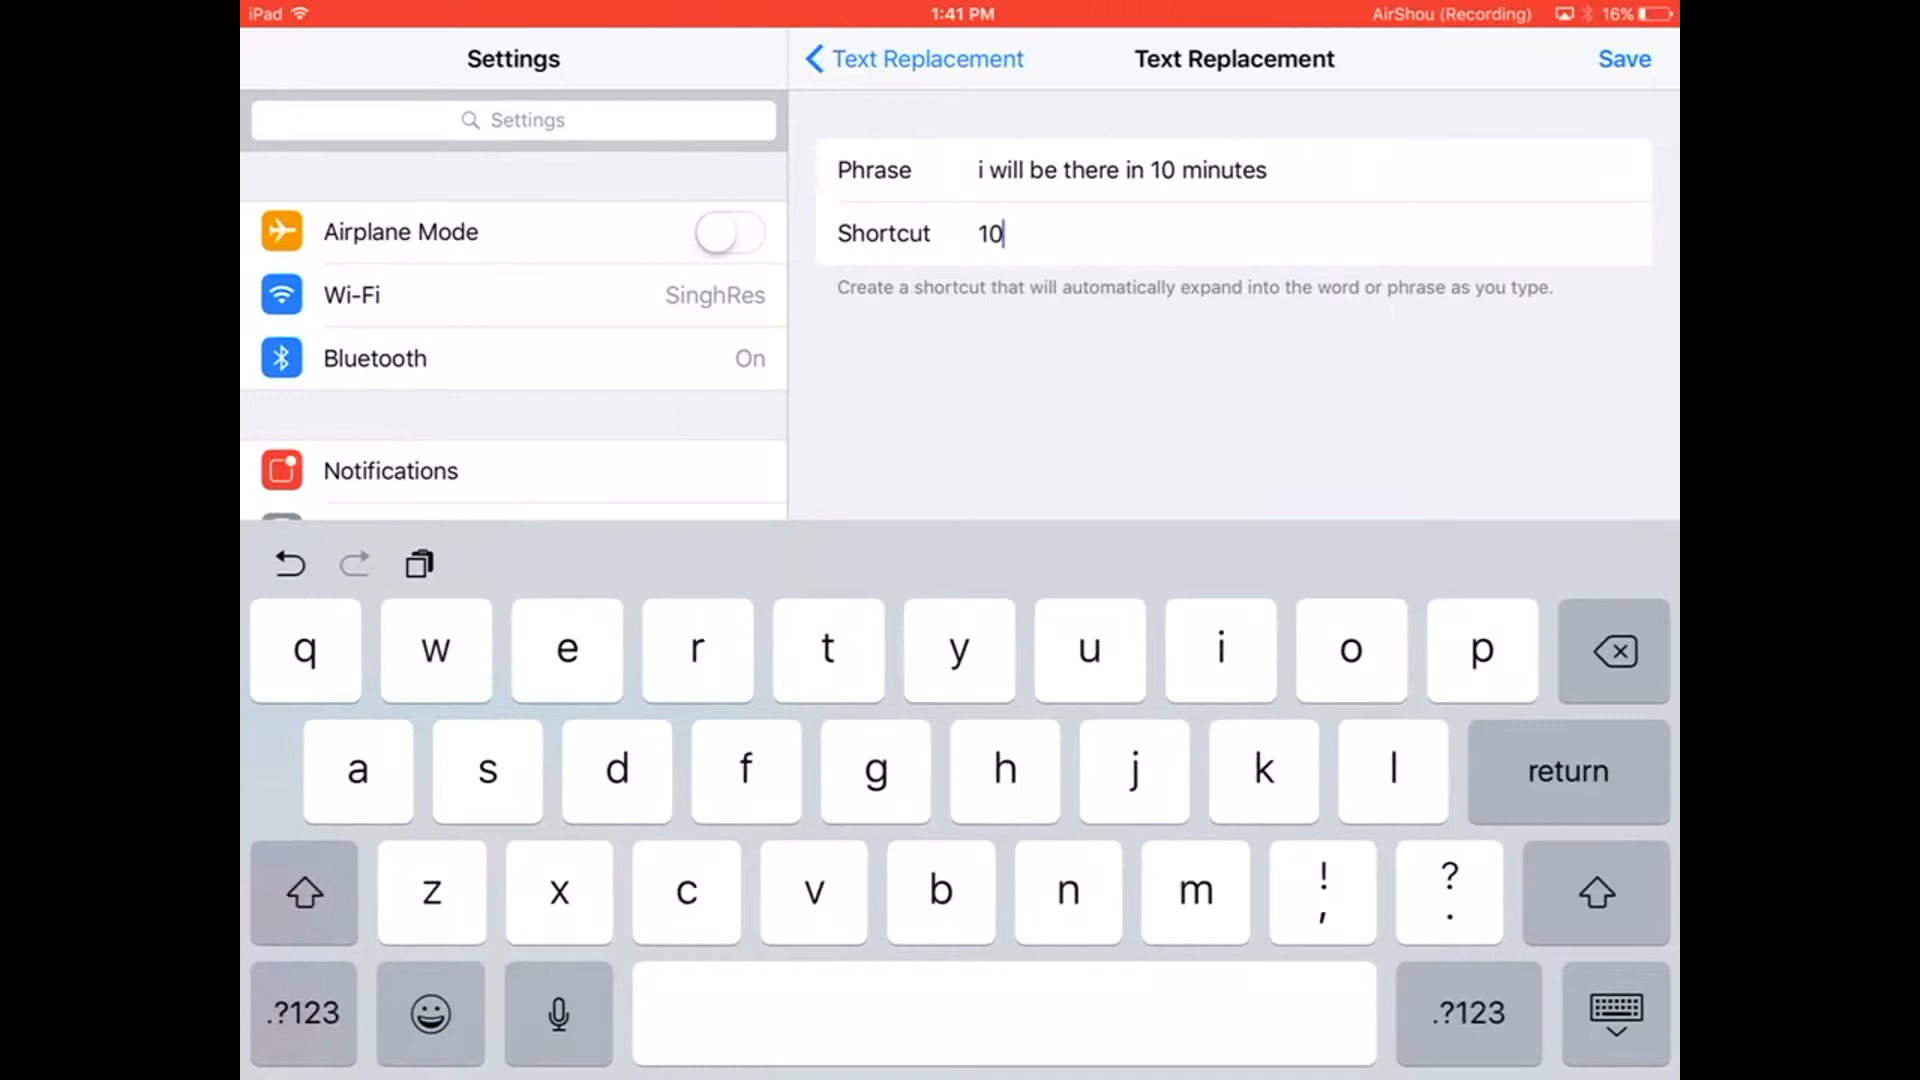 iPad 1:41 PM AirShou (Recording) 16%
Settings
Text Replacement Text Replacement Save
Settings
Phrase i will be there in 10 minutes
Shortcut 10
Create a shortcut that will automatically expand into the word or phrase as you type.
Airplane Mode
Wi-Fi SinghRes
Bluetooth On
Notifications
q w e r t y u i o p
a s d f g h j k l return
z x c v b n m ! , ? .
.?123 .?123